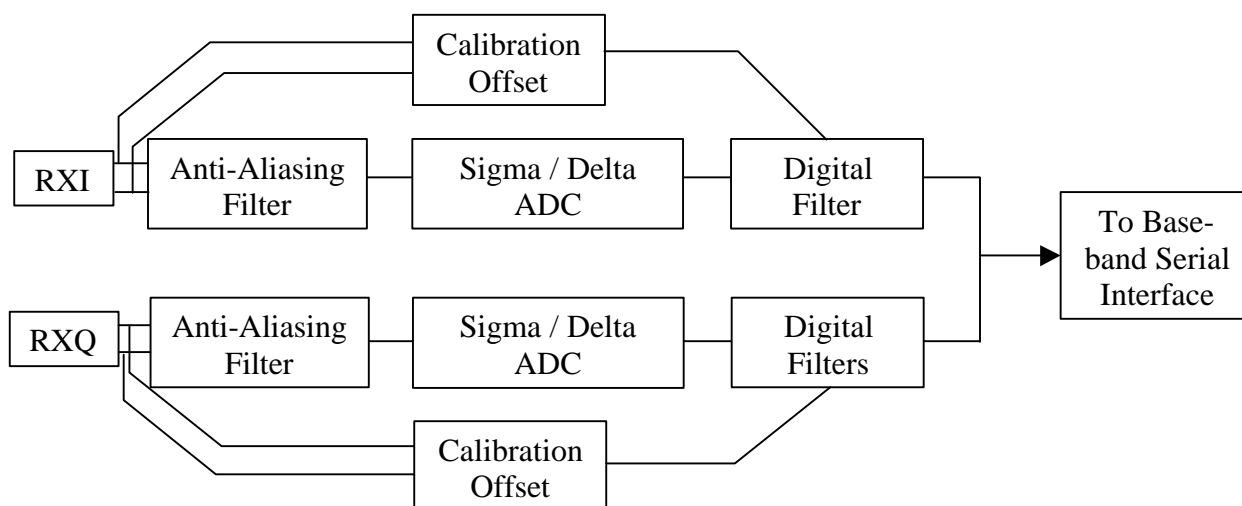 Calibration
Offset
RXI
Anti-Aliasing
Filter
Sigma / Delta
ADC
Digital
Filter
To Base-
band Serial
Interface
RXQ
Anti-Aliasing
Filter
Sigma / Delta
ADC
Digital
Filters
Calibration
Offset